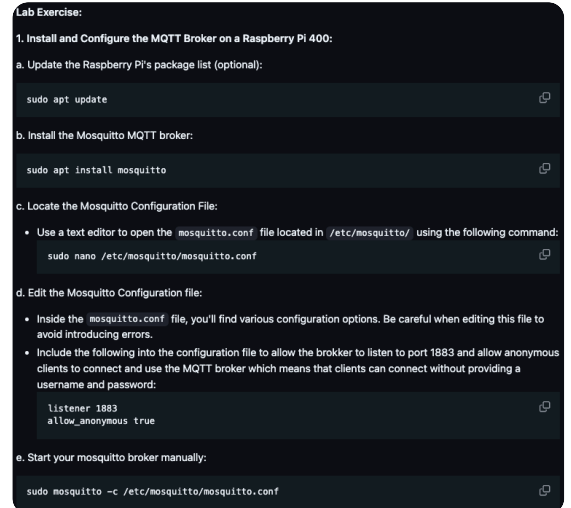 Lab Exercise:
1. Install and Configure the MQTT Broker on a Raspberry Pi 400:
a. Update the Raspberry Pi's package list (optional):
sudo apt update
b. Install the Mosquitto MQTT broker:
sudo apt install mosquitto
c. Locate the Mosquitto Configuration File:
• Use a text editor to open the mosquitto.conf file located in /etc/mosquitto/ using the following command:
sudo nano /etc/mosquitto/mosquitto.conf
d. Edit the Mosquitto Configuration file:
• Inside the mosquitto.conf file, you'll find various configuration options. Be careful when editing this file to
avoid introducing errors.
• Include the following into the configuration file to allow the brokker to listen to port 1883 and allow anonymous
clients to connect and use the MQTT broker which means that clients can connect without providing a
username and password:
listener 1883
allow_anonymous true
e. Start your mosquitto broker manually:
sudo mosquitto -c /etc/mosquitto/mosquitto.conf